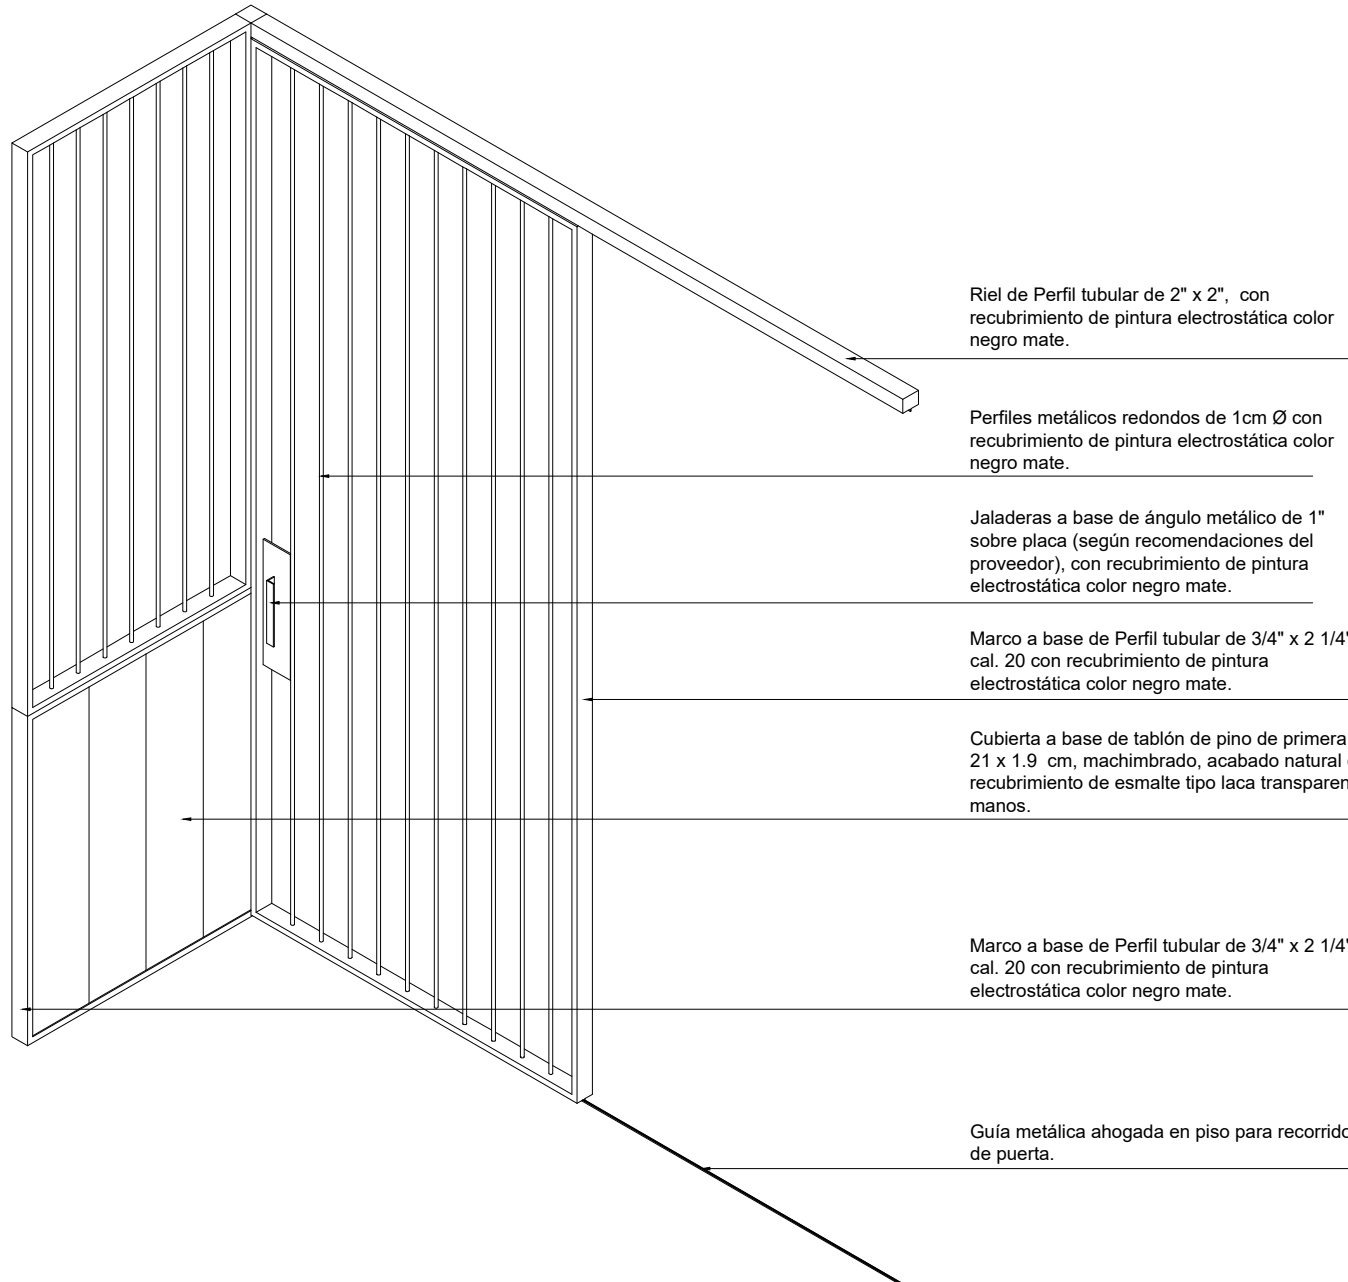 Riel de Perfil tubular de 2" x 2",  con
recubrimiento de pintura electrostática color
negro mate.
Perfiles metálicos redondos de 1cm Ø con
recubrimiento de pintura electrostática color
negro mate.
Jaladeras a base de ángulo metálico de 1"
sobre placa (según recomendaciones del
proveedor), con recubrimiento de pintura
electrostática color negro mate.
Marco a base de Perfil tubular de 3/4" x 2 1/4"
cal. 20 con recubrimiento de pintura
electrostática color negro mate.
Cubierta a base de tablón de pino de primera
21 x 1.9  cm, machimbrado, acabado natural
recubrimiento de esmalte tipo laca
manos.
Marco a base de Perfil tubular de 3/4" x 2 1/4"
cal. 20 con recubrimiento de pintura
electrostática color negro mate.
Guía metálica ahogada en piso para recorrido
de puerta.